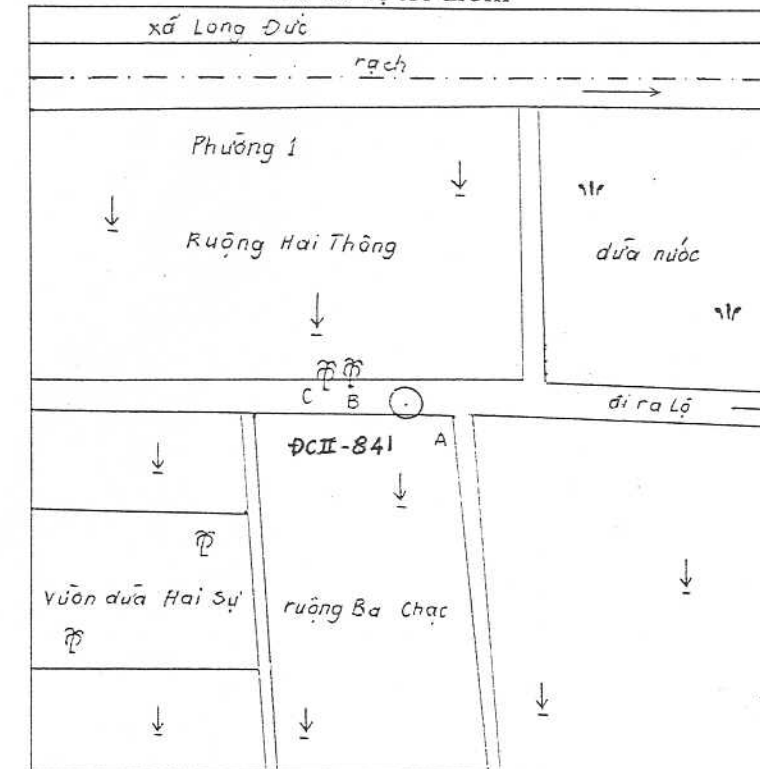 xã Long Đức
rạch
Phường 1
Ruộng Hai Thông
dừa nước
C
B
đi ra Lộ
ĐCII-841
A
Vườn dừa Hai Sự
ruộng Ba Chạc